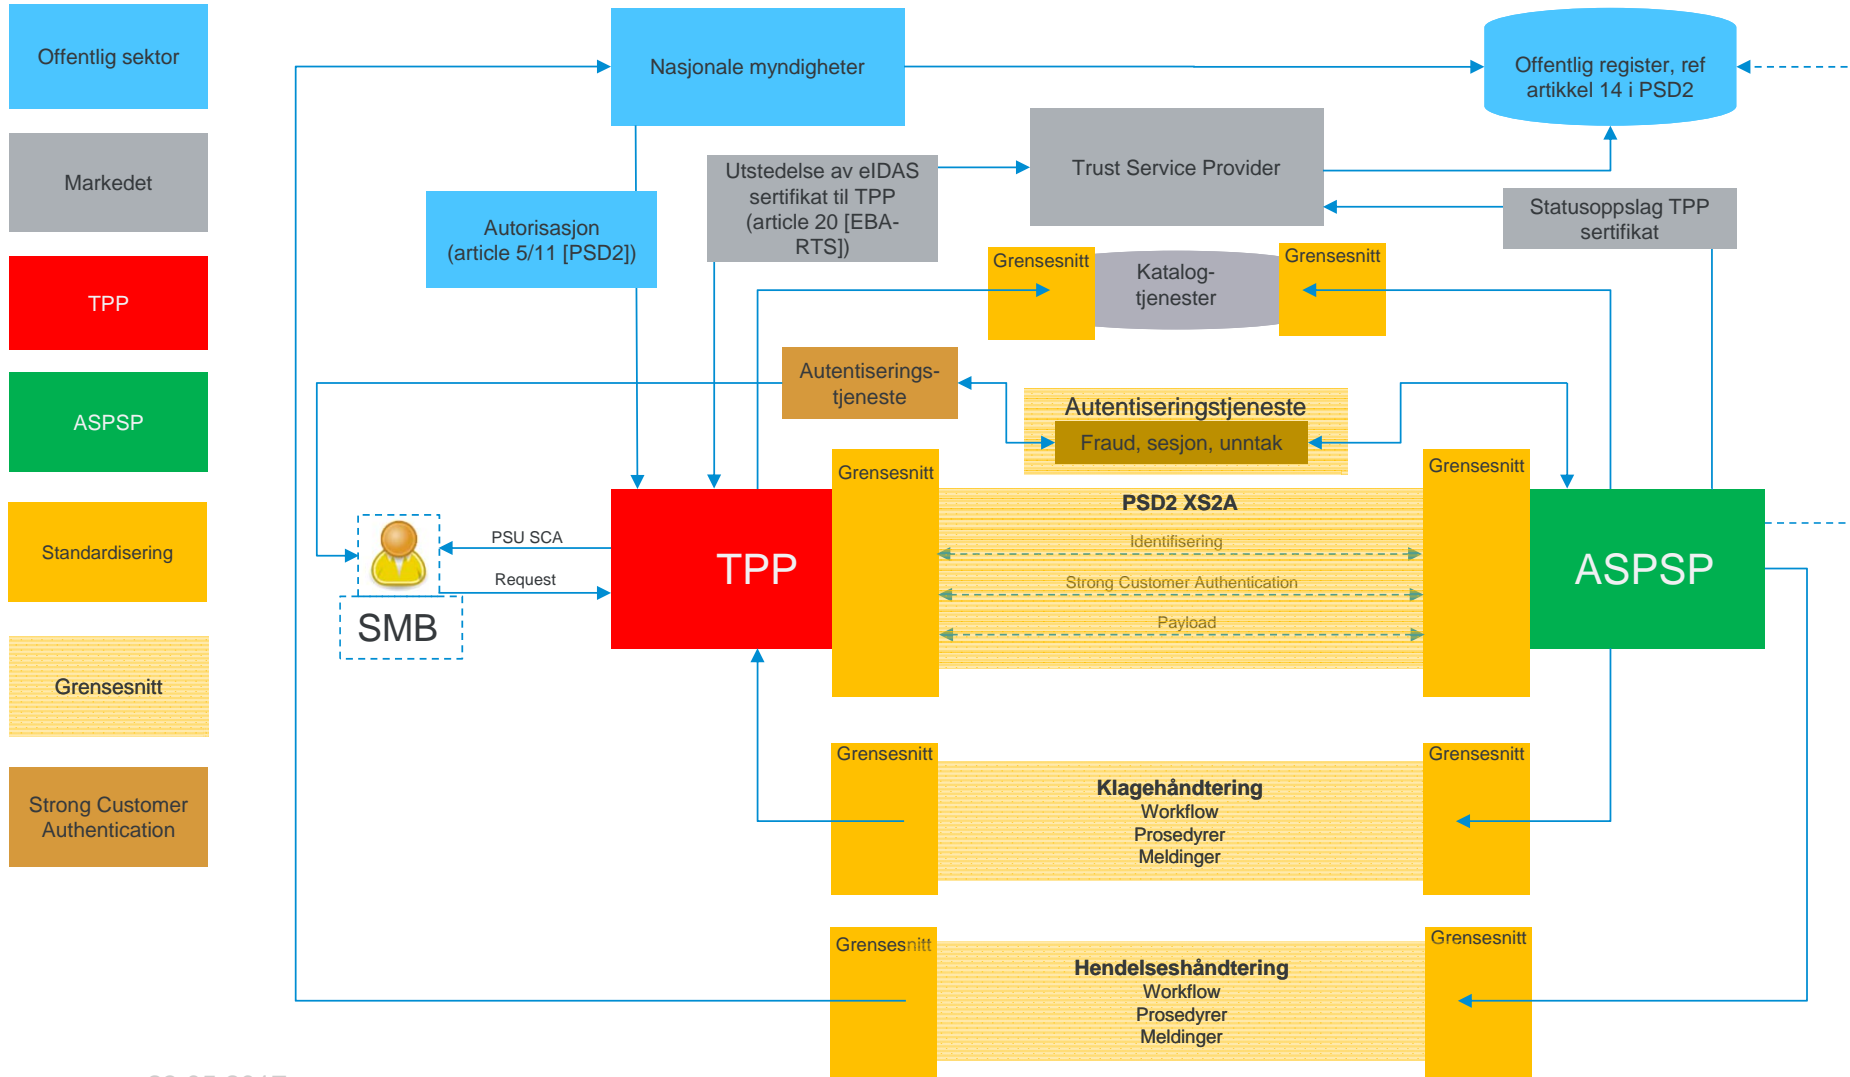 Offentlig sektor
Markedet
TPP
ASPSP
Standardisering
Grensesnitt
Strong Customer
Authentication
Nasjonale myndigheter
Offentlig register, ref
artikkel 14 i PSD2
Trust Service Provider
Utstedelse av eIDAS
sertifikat til TPP
(article 20 [EBA-
RTS])
Autorisasjon
(article 5/11 [PSD2])
Statusoppslag TPP
sertifikat
Grensesnitt
Katalog-
tjenester
Grensesnitt
Autentiserings-
tjeneste
Autentiseringstjeneste
Fraud, sesjon, unntak
Grensesnitt
PSD2 XS2A
Grensesnitt
PSU SCA
Request
SMB
TPP
Identifisering
Strong Customer Authentication
Payload
ASPSP
Grensesnitt
Klagehåndtering
Workflow
Prosedyrer
Meldinger
Grensesnitt
Grensesnitt
Hendelseshåndtering
Workflow
Prosedyrer
Meldinger
Grensesnitt